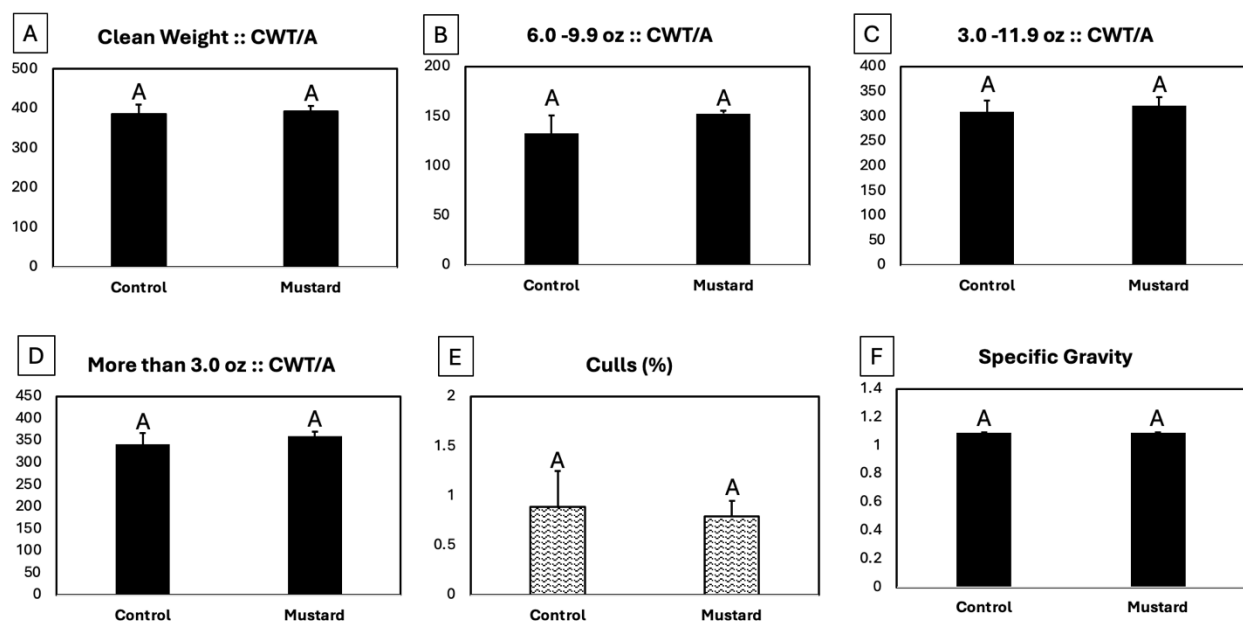 A
Clean Weight :: CWT/A
500
400
300
200
100
0
A
A
Control
Mustard
B
6.0 -9.9 oz :: CWT/A
200
150
100
50
0
A
A
Control
Mustard
C
3.0 -11.9 oz :: CWT/A
400
350
300
250
200
150
100
50
0
A
A
Control
Mustard
D
More than 3.0 oz :: CWT/A
450
400
350
300
250
200
150
100
50
0
A
A
Control
Mustard
E
Culls (%)
2
1.5
1
0.5
0
A
A
Control
Mustard
F
Specific Gravity
1.4
1.2
1
0.8
0.6
0.4
0.2
0
A
A
Control
Mustard